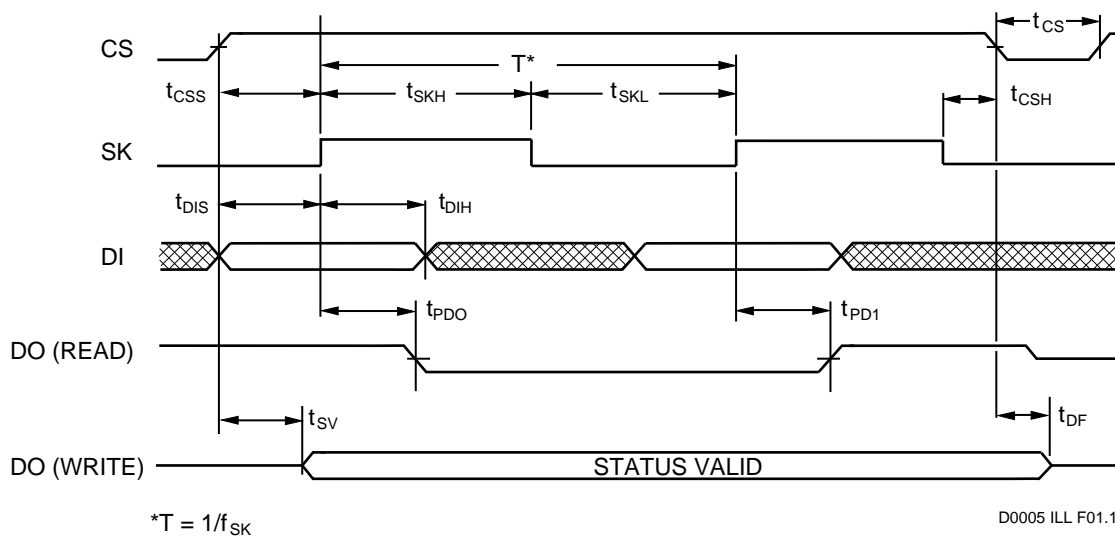 CS
tCS
T*
tCSS
tSKH
tSKL
tCSH
SK
tDIS
tDIH
DI
tPDO
tPD1
DO (READ)
tSV
tDF
DO (WRITE)
STATUS VALID
*T = 1/fSK
D0005 ILL F01.1